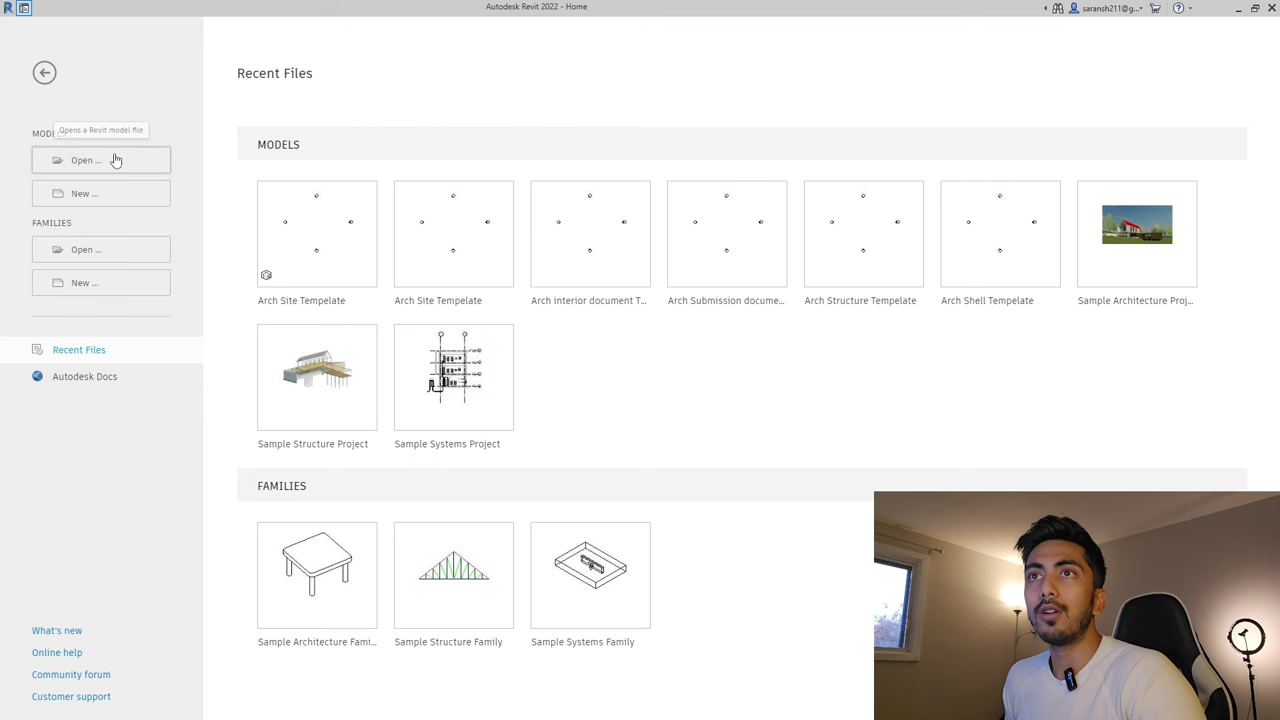 Autodesk Revit 2022 - Home
saransh211@g...
Recent Files
Opens a Revit model file
Open ...
New ...
FAMILIES
Open ...
New ...
Recent Files
Autodesk Docs
What's new
Online help
Community forum
Customer support
MODELS
Arch Site Tempelate
Arch Site Tempelate
Arch interior document T...
Arch Submission docume...
Arch Structure Tempelate
Arch Shell Tempelate
Sample Architecture Proj...
Sample Structure Project
Sample Systems Project
FAMILIES
Sample Architecture Fami...
Sample Structure Family
Sample Systems Family